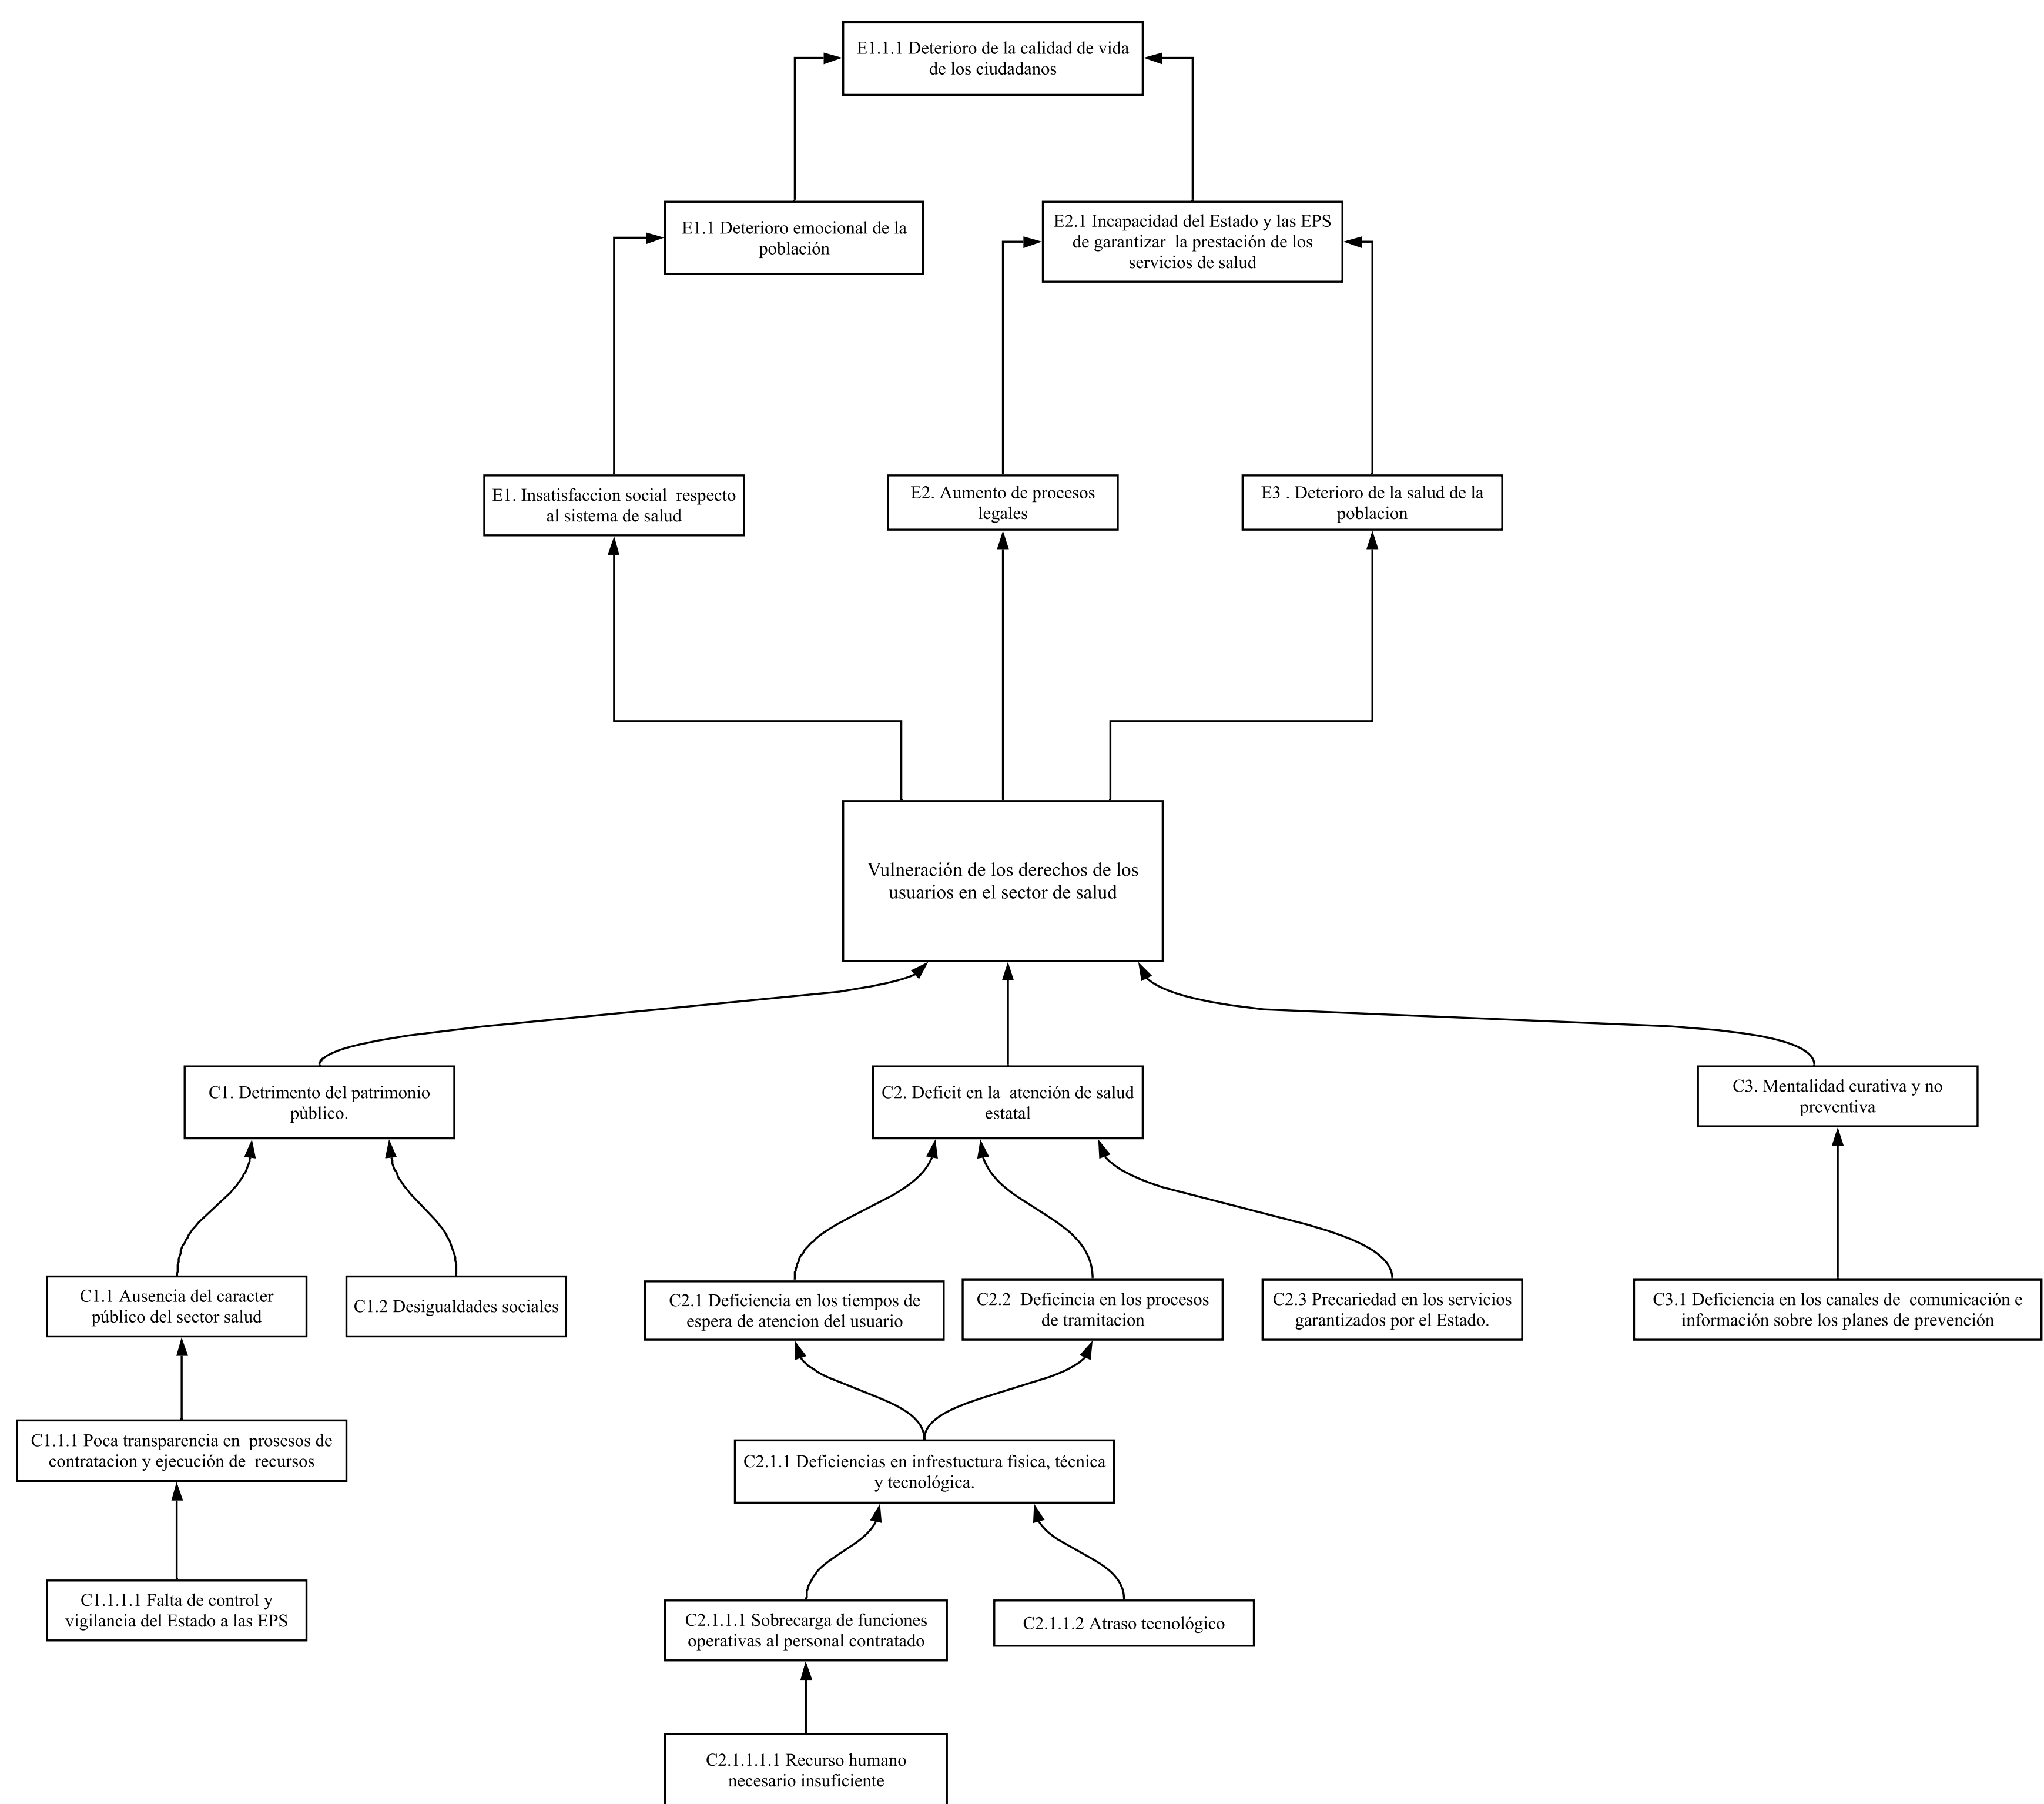 E1.1.1 Deterioro de la calidad de vida
de los ciudadanos
E1.1 Deterioro emocional de la
población
E2.1 Incapacidad del Estado y las EPS
de garantizar la prestación de los
servicios de salud
E1. Insatisfaccion social respecto
al sistema de salud
E2. Aumento de procesos
legales
E3 . Deterioro de la salud de la
poblacion
Vulneración de los derechos de los
usuarios en el sector de salud
C1. Detrimento del patrimonio
pùblico.
C2. Deficit en la atención de salud
estatal
C3. Mentalidad curativa y no
preventiva
C1.1 Ausencia del caracter
público del sector salud
C1.2 Desigualdades sociales
C2.1 Deficiencia en los tiempos de
espera de atencion del usuario
C2.2 Deficincia en los procesos
de tramitacion
C2.3 Precariedad en los servicios
garantizados por el Estado.
C3.1 Deficiencia en los canales de comunicación e
información sobre los planes de prevención
C1.1.1 Poca transparencia en prosesos de
contratacion y ejecución de recursos
C2.1.1 Deficiencias en infrestuctura fisica, técnica
y tecnológica.
C1.1.1.1 Falta de control y
vigilancia del Estado a las EPS
C2.1.1.1 Sobrecarga de funciones
operativas al personal contratado
C2.1.1.2 Atraso tecnológico
C2.1.1.1.1 Recurso humano
necesario insuficiente